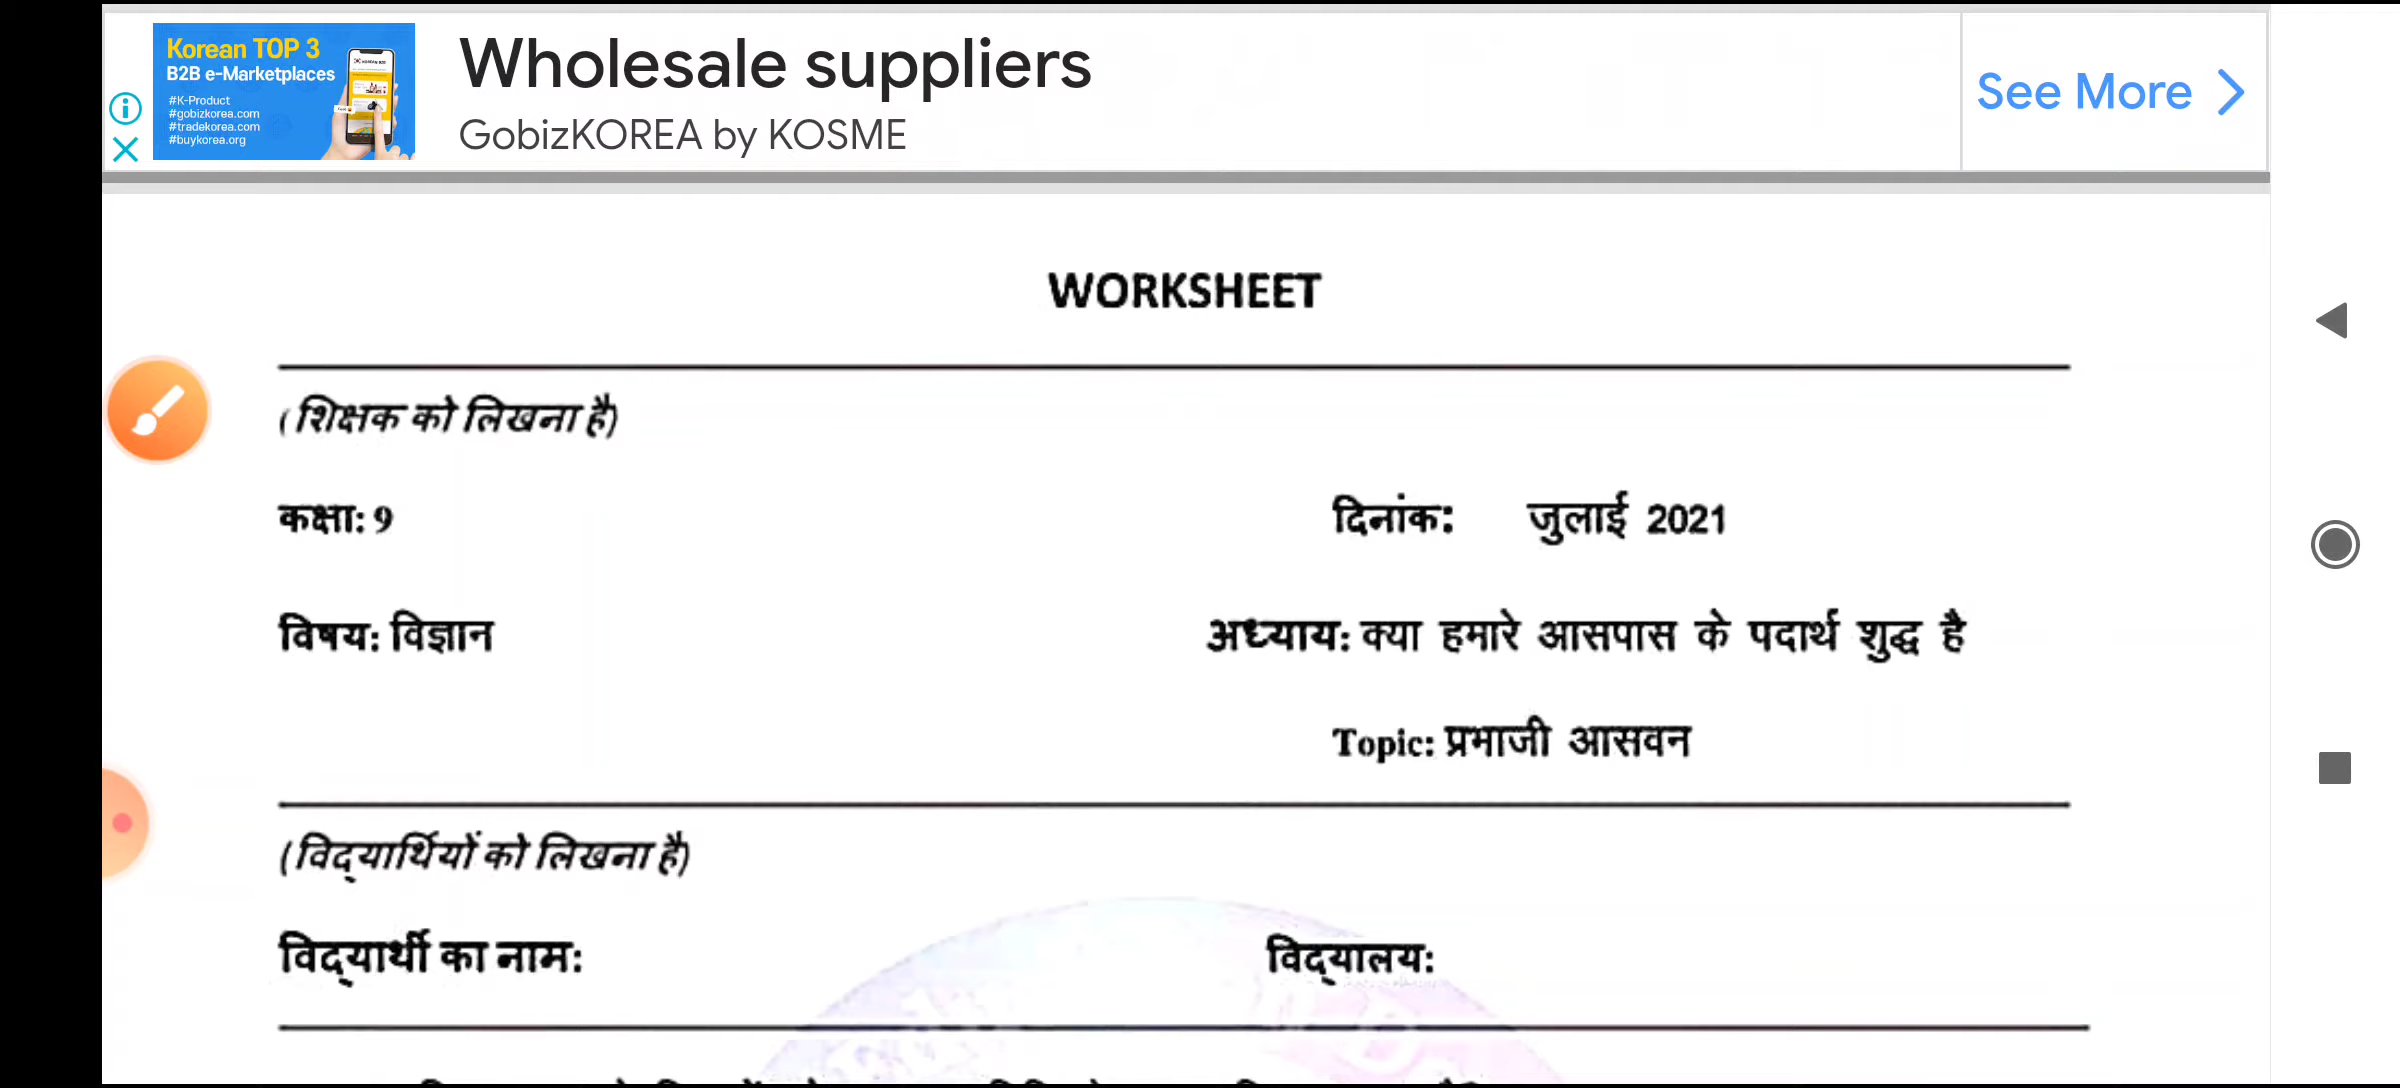 Korean TOP 3
B2B e-Marketplaces
#K-Product
#gobizkorea.com
#tradekorea.com
#buykorea.org
Wholesale suppliers
GobizKOREA by KOSME
See More
WORKSHEET
(शिक्षक को लिखना है)
कक्षा: 9
दिनांक: जुलाई 2021
विषय: विज्ञान
अध्याय: क्या हमारे आसपास के पदार्थ शुद्ध है
Topic: प्रभाजी आसवन
(विद्यार्थियों को लिखना है)
विद्यार्थी का नाम:
विद्यालय: